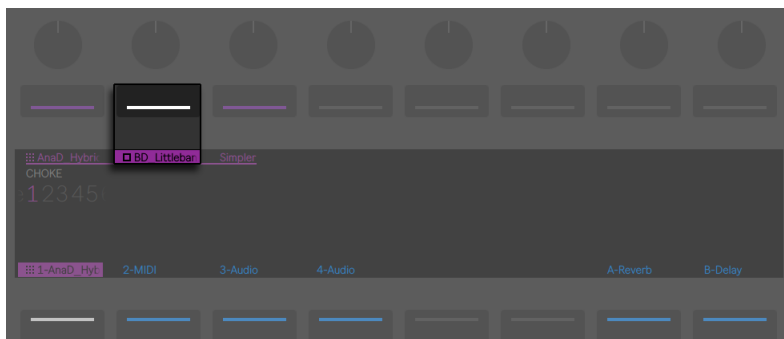 AnaD_Hybri BD_Littlebar Simpler
CHOKE
12345
1-AnaD_Hyt 2-MIDI 3-Audio 4-Audio A-Reverb B-Delay